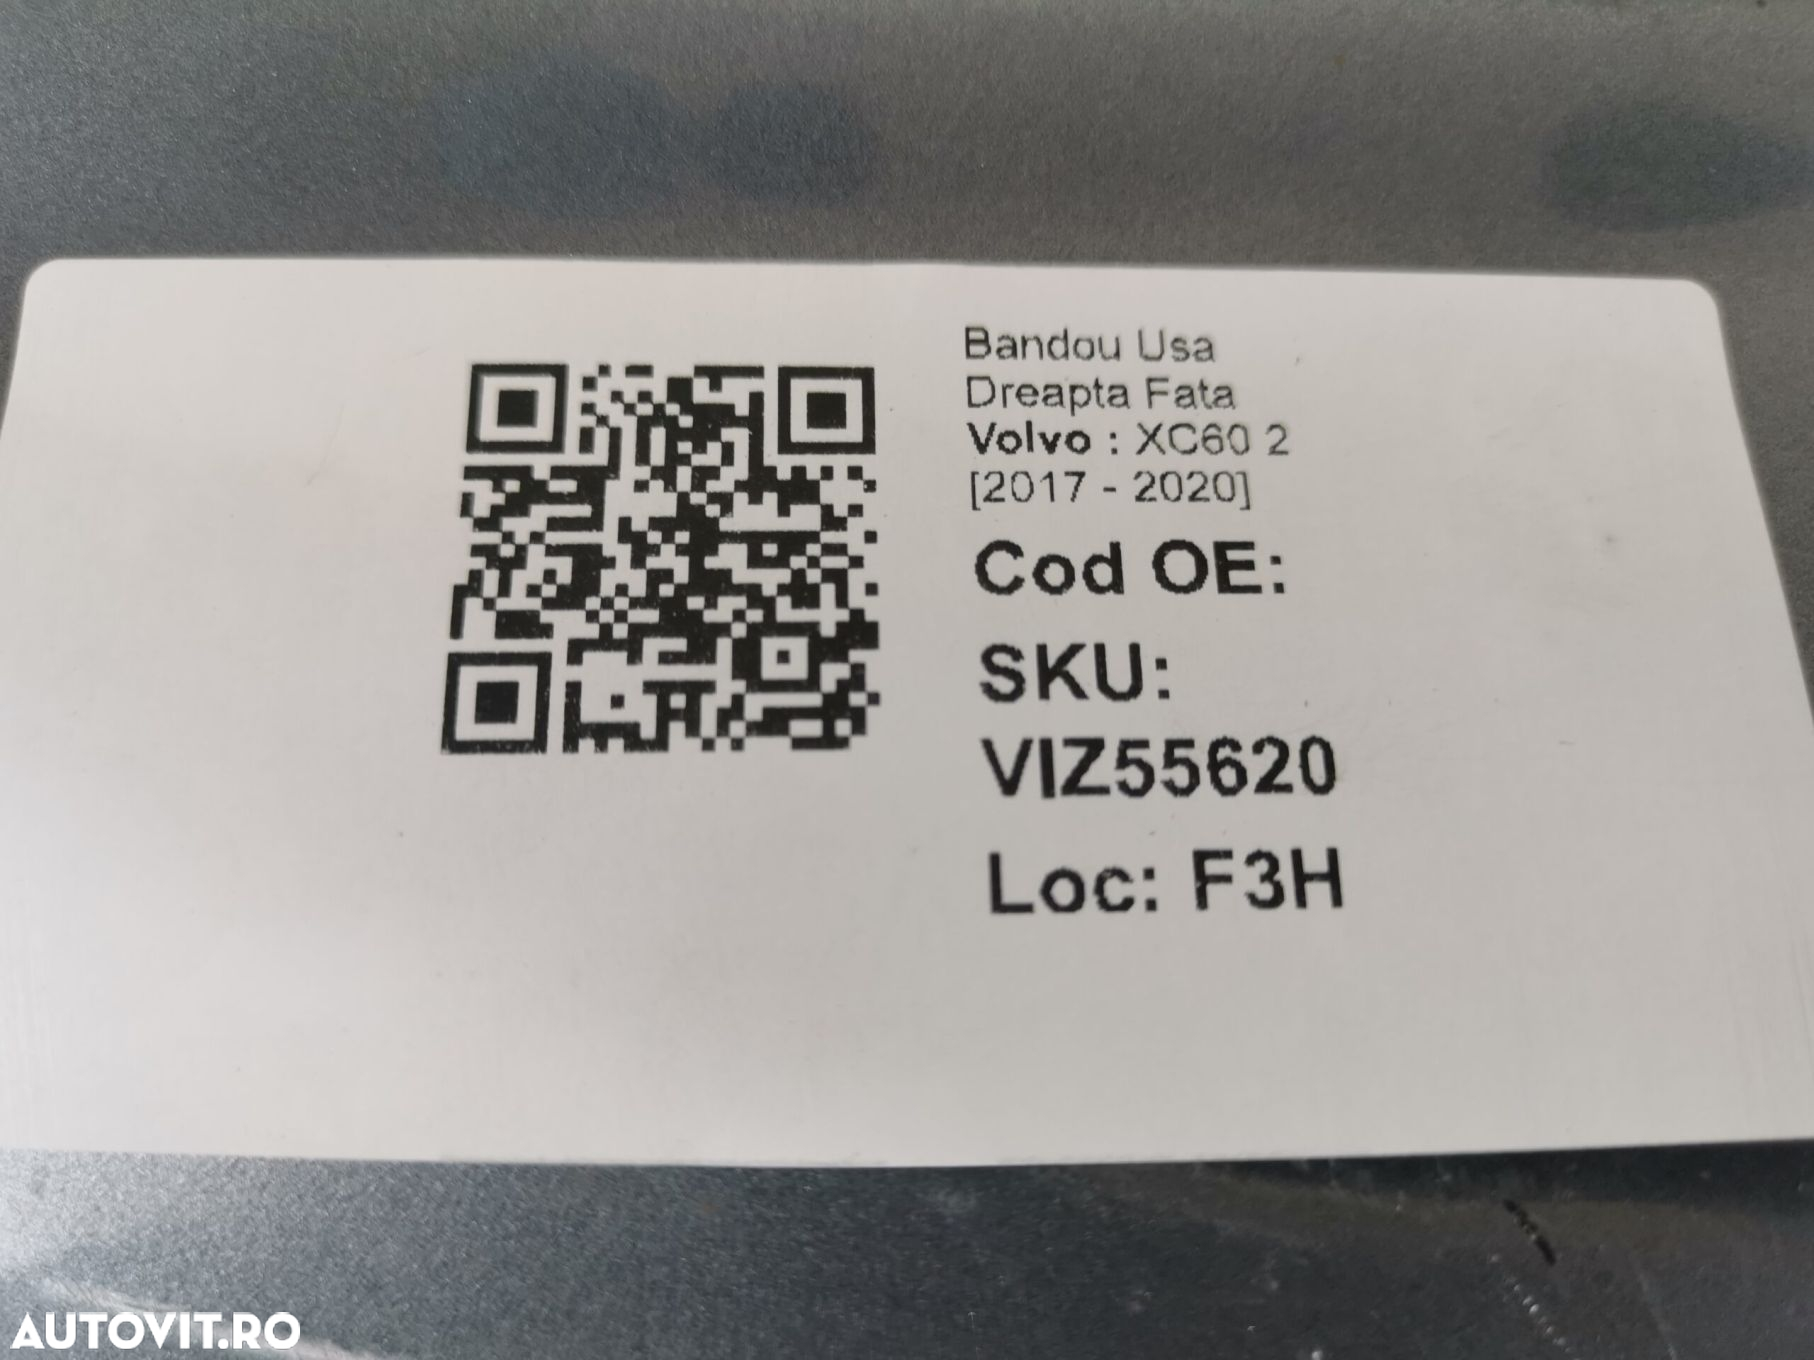 Bandou Usa
Dreapta Fata
Volvo : XC60 2
[2017 - 2020]
Cod OE:
SKU:
VIZ55620
Loc: F3H
AUTOVIT.RO